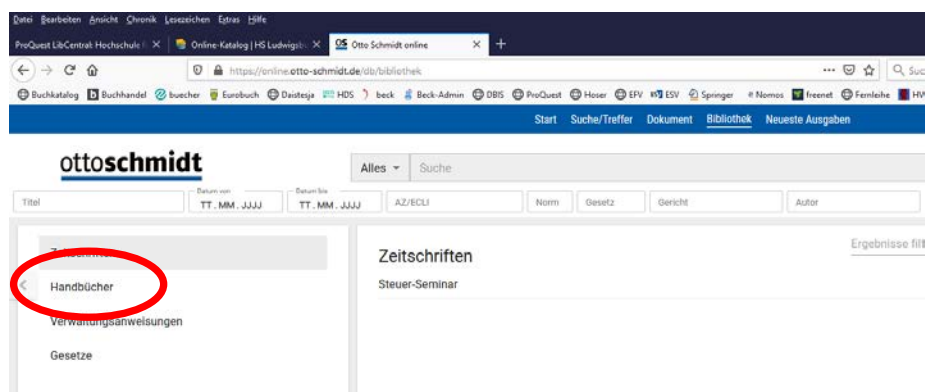 Datei Bearbeiten Ansicht Chronik Lesezeichen Extras Hilfe
ProQuest LibCentral: Hochschule Online-Katalog | HS Ludwigsb Otto Schmidt online
https://online.otto-schmidt.de/db/bibliothek
Buchkatalog Buchhandel buecher Eurobuch Daistesja HDS beck Beck-Admin DBIS ProQuest Hoser EFV ESV Springer Nomos freenet Fernleihe HV
Start Suche/Treffer Dokument Bibliothek Neueste Ausgaben
ottoschmidt
Alles Suche
Titel Datum von TT.MM.JJJJ Datum bis TT.MM.JJJJ AZ/ECLI Norm Gesetz Gericht Autor
Ergebnisse filt
Zeitschriften
Steuer-Seminar
Handbücher
Verwaltungsanweisungen
Gesetze